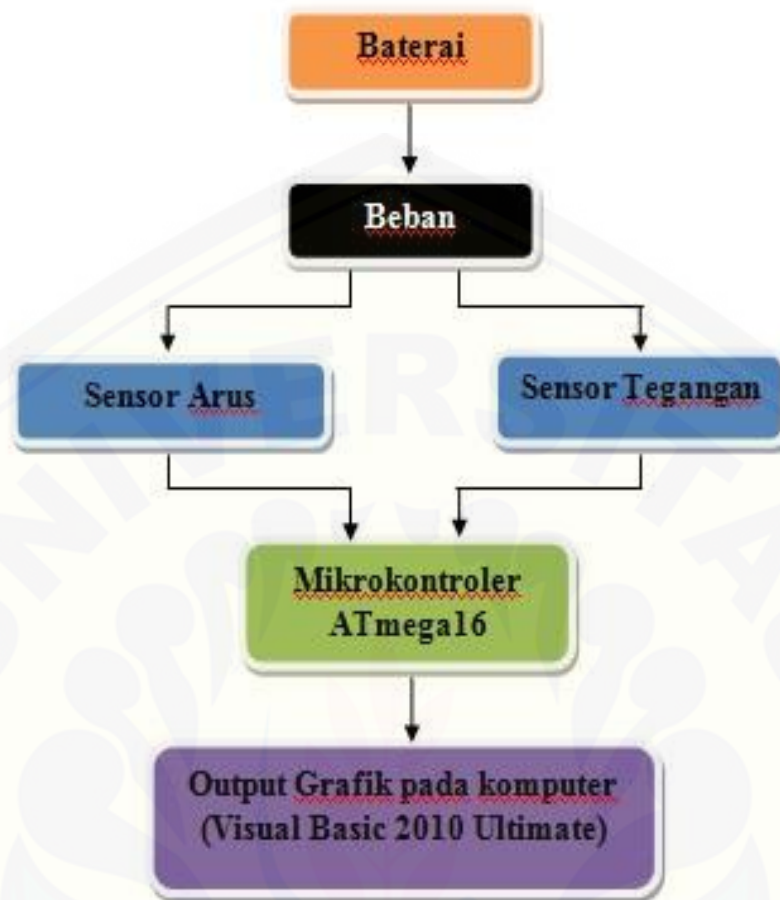 Baterai
Beban
Sensor Arus
Sensor Tegangan
Mikrokontroler
ATmega16
Output Grafik pada komputer
(Visual Basic 2010 Ultimate)